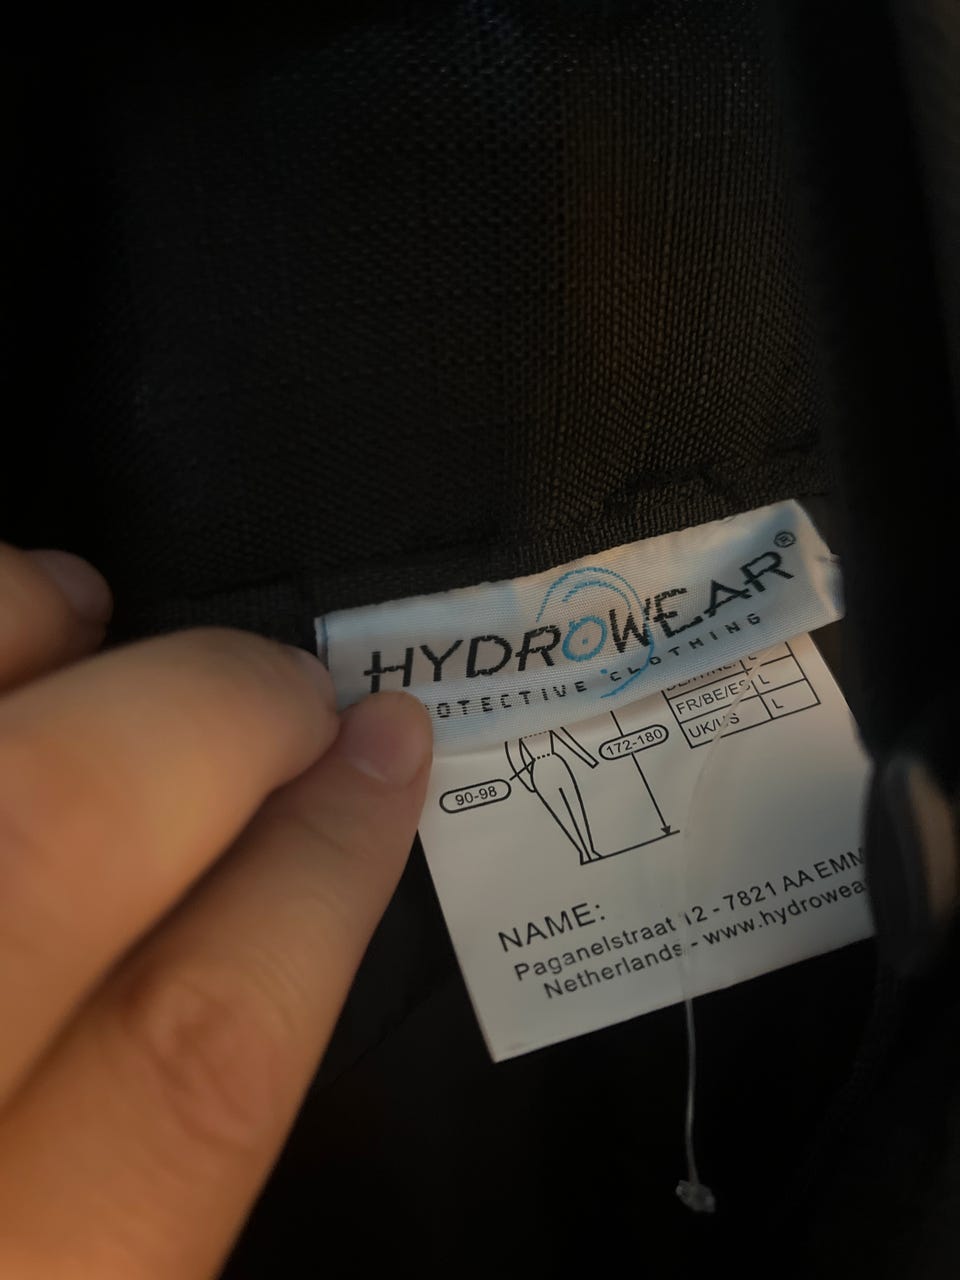 HYDROWEAR®
OTECTIVE CLOTHING
L
FR/BE/ES L
UK/US L
172-180
90-98
NAME:
Paganelstraat 12 - 7821 AA EMM
Netherlands - www.hydrowea